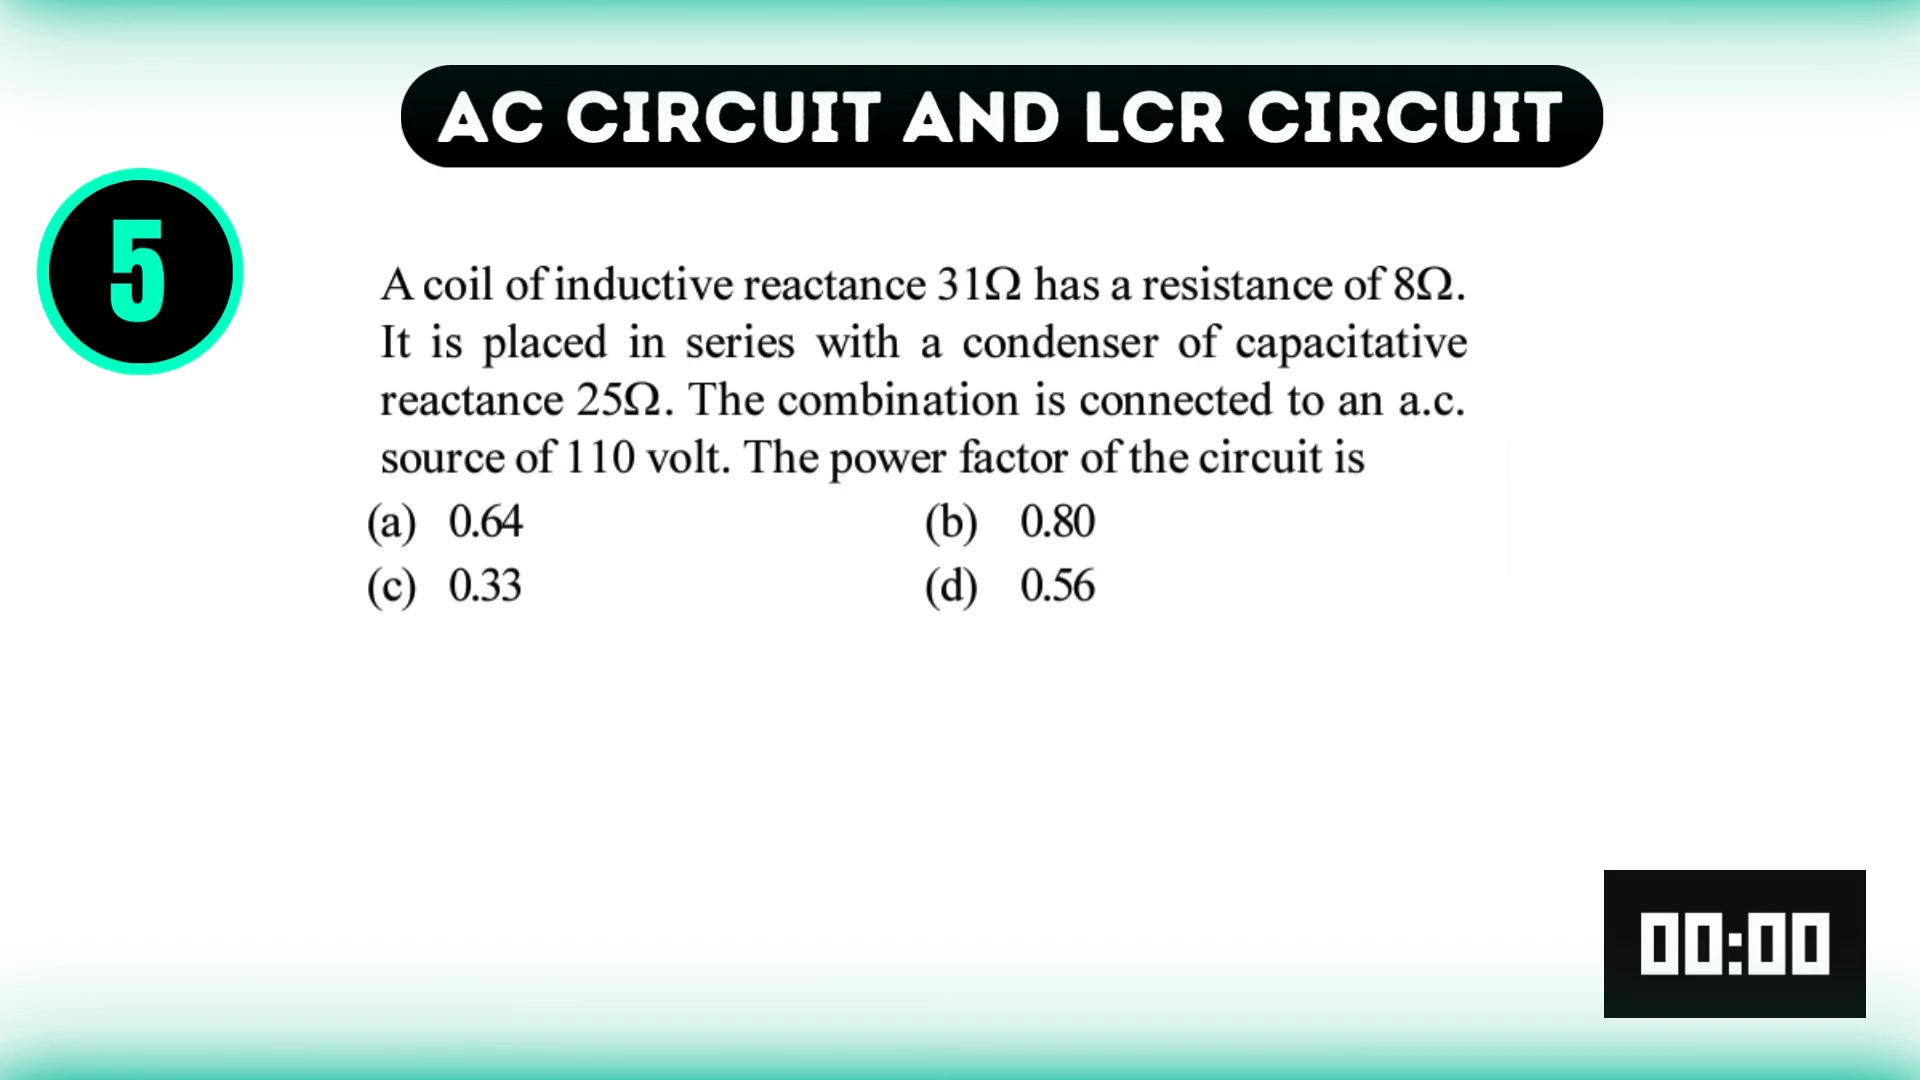 AC CIRCUIT AND LCR CIRCUIT
5
A coil of inductive reactance 31Ω has a resistance of 8Ω.
It is placed in series with a condenser of capacitative
reactance 25Ω. The combination is connected to an a.c.
source of 110 volt. The power factor of the circuit is
(a) 0.64 (b) 0.80
(c) 0.33 (d) 0.56
00:00